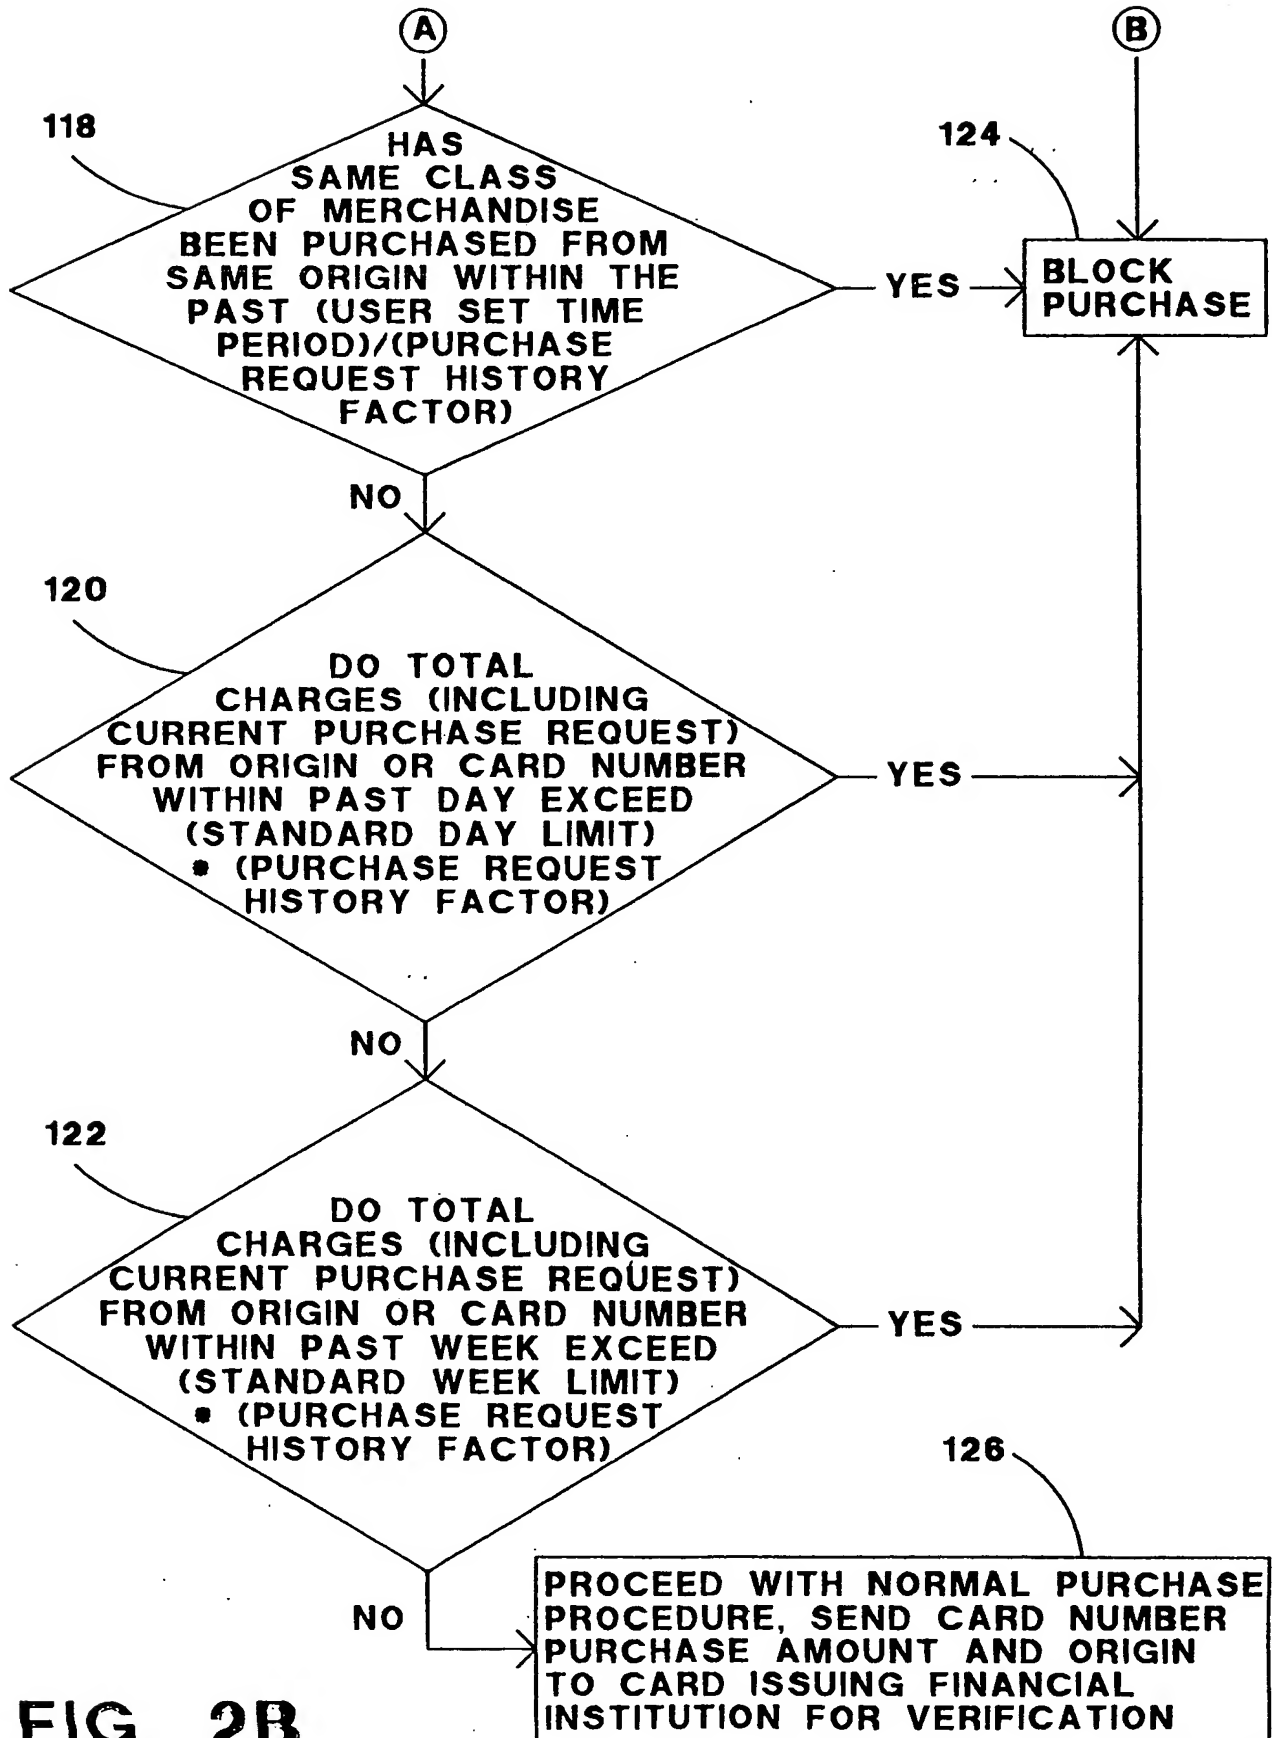 A
B
118
HAS
SAME CLASS
OF MERCHANDISE
BEEN PURCHASED FROM
SAME ORIGIN WITHIN THE
PAST (USER SET TIME
PERIOD)/(PURCHASE
REQUEST HISTORY
FACTOR)
YES
124
BLOCK
PURCHASE
NO
120
DO TOTAL
CHARGES (INCLUDING
CURRENT PURCHASE REQUEST)
FROM ORIGIN OR CARD NUMBER
WITHIN PAST DAY EXCEED
(STANDARD DAY LIMIT)
* (PURCHASE REQUEST
HISTORY FACTOR)
YES
NO
122
DO TOTAL
CHARGES (INCLUDING
CURRENT PURCHASE REQUEST)
FROM ORIGIN OR CARD NUMBER
WITHIN PAST WEEK EXCEED
(STANDARD WEEK LIMIT)
* (PURCHASE REQUEST
HISTORY FACTOR)
YES
NO
126
PROCEED WITH NORMAL PURCHASE
PROCEDURE, SEND CARD NUMBER
PURCHASE AMOUNT AND ORIGIN
TO CARD ISSUING FINANCIAL
INSTITUTION FOR VERIFICATION
FIG. 2B